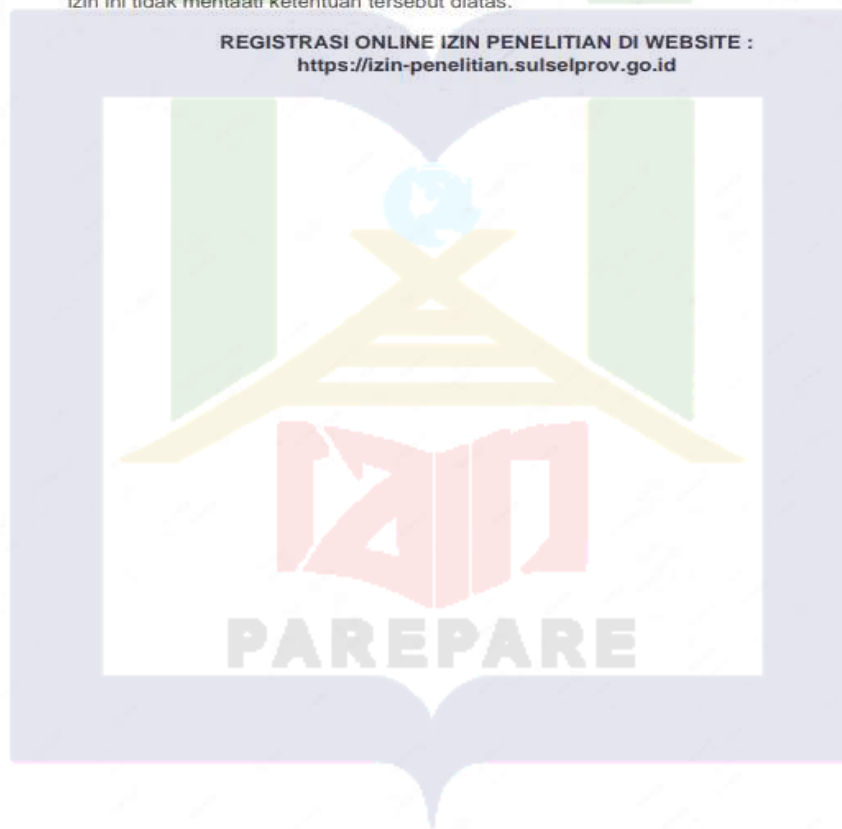 izin ini tidak mentaati ketentuan tersebut diatas.
REGISTRASI ONLINE IZIN PENELITIAN DI WEBSITE :
https://izin-penelitian.sulselprov.go.id
iain
PAREPARE